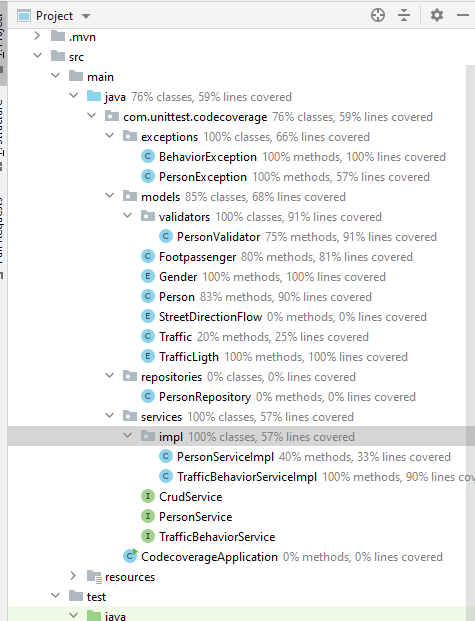 Project
.mvn
src
main
java 76% classes, 59% lines covered
com.unittest.codecoverage 76% classes, 59% lines covered
exceptions 100% classes, 66% lines covered
BehaviorException 100% methods, 100% lines covered
PersonException 100% methods, 57% lines covered
models 85% classes, 68% lines covered
validators 100% classes, 91% lines covered
PersonValidator 75% methods, 91% lines covered
Footpassenger 80% methods, 81% lines covered
Gender 100% methods, 100% lines covered
Person 83% methods, 90% lines covered
StreetDirectionFlow 0% methods, 0% lines covered
Traffic 20% methods, 25% lines covered
TrafficLigth 100% methods, 100% lines covered
repositories 0% classes, 0% lines covered
PersonRepository 0% methods, 0% lines covered
services 100% classes, 57% lines covered
impl 100% classes, 57% lines covered
PersonServiceImpl 40% methods, 33% lines covered
TrafficBehaviorServiceImpl 100% methods, 90% lines cov
CrudService
PersonService
TrafficBehaviorService
CodecoverageApplication 0% methods, 0% lines covered
resources
test
java